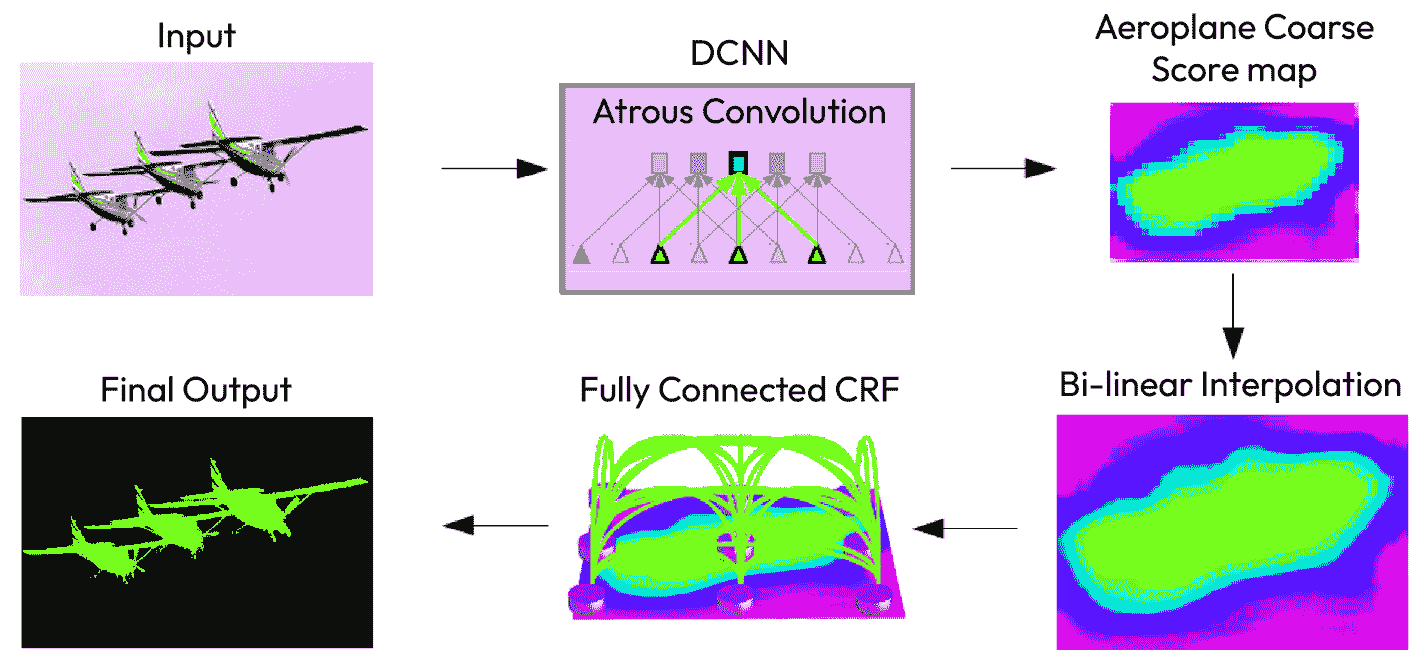 Input
DCNN
Atrous Convolution
Aeroplane Coarse
Score map
Final Output
Fully Connected CRF
Bi-linear Interpolation